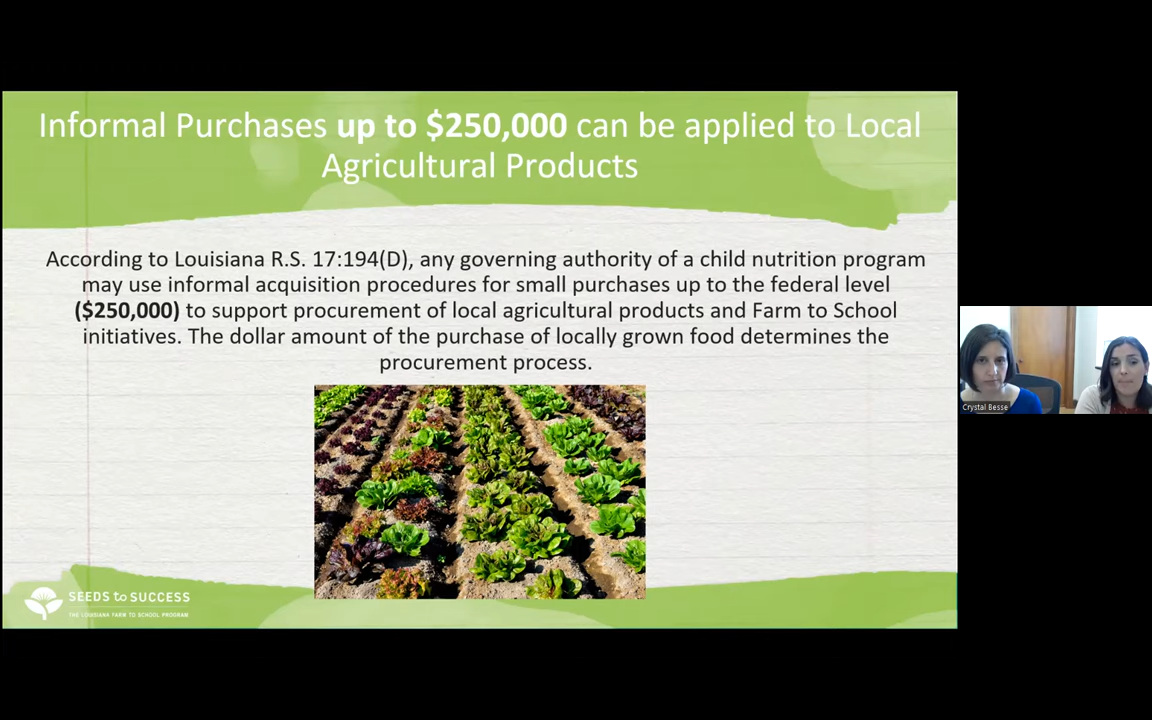 Informal Purchases up to $250,000 can be applied to Local
Agricultural Products
According to Louisiana R.S. 17:194(D), any governing authority of a child nutrition program
may use informal acquisition procedures for small purchases up to the federal level
($250,000) to support procurement of local agricultural products and Farm to School
initiatives. The dollar amount of the purchase of locally grown food determines the
procurement process.
Crystal Besse
SEEDS to SUCCESS
THE LOUISIANA FARM TO SCHOOL PROGRAM